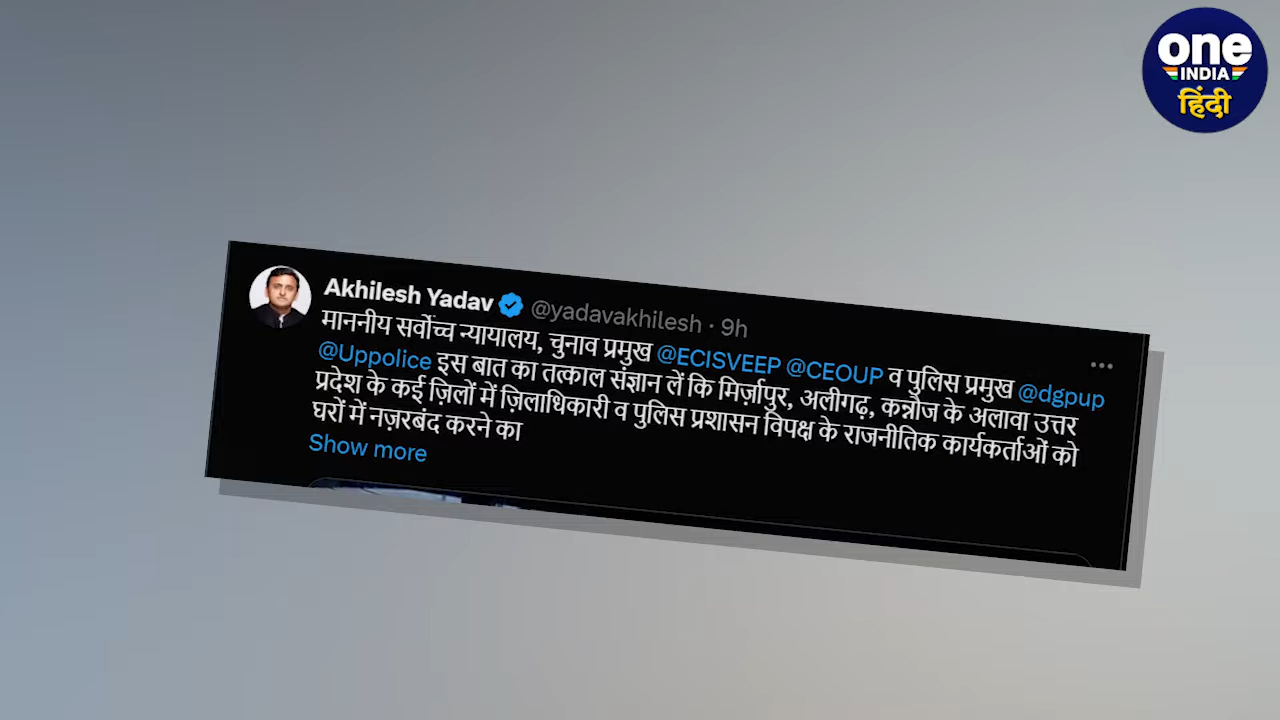 one
INDIA
हिंदी
Akhilesh Yadav @yadavakhilesh · 9h
माननीय सर्वोच्च न्यायालय, चुनाव प्रमुख @ECISVEEP @CEOUP व पुलिस प्रमुख @dgpup
@Uppolice इस बात का तत्काल संज्ञान लें कि मिर्ज़ापुर, अलीगढ़, कन्नौज के अलावा उत्तर
प्रदेश के कई ज़िलों में ज़िलाधिकारी व पुलिस प्रशासन विपक्ष के राजनीतिक कार्यकर्ताओं को
घरों में नज़रबंद करने का
Show more